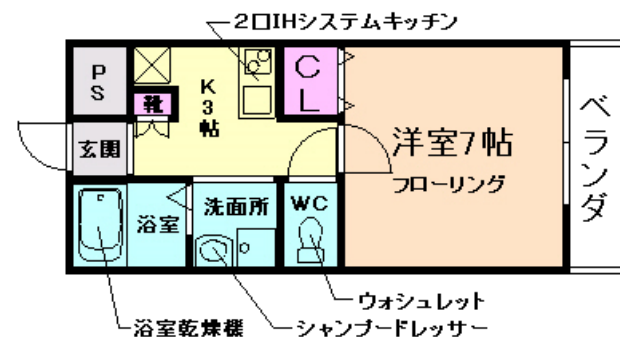 2口IHシステムキッチン
PS
K3帖
CL
靴
玄関
洋室7帖
フローリング
ベランダ
浴室
洗面所
WC
ウォシュレット
浴室乾燥機
シャンプードレッサー